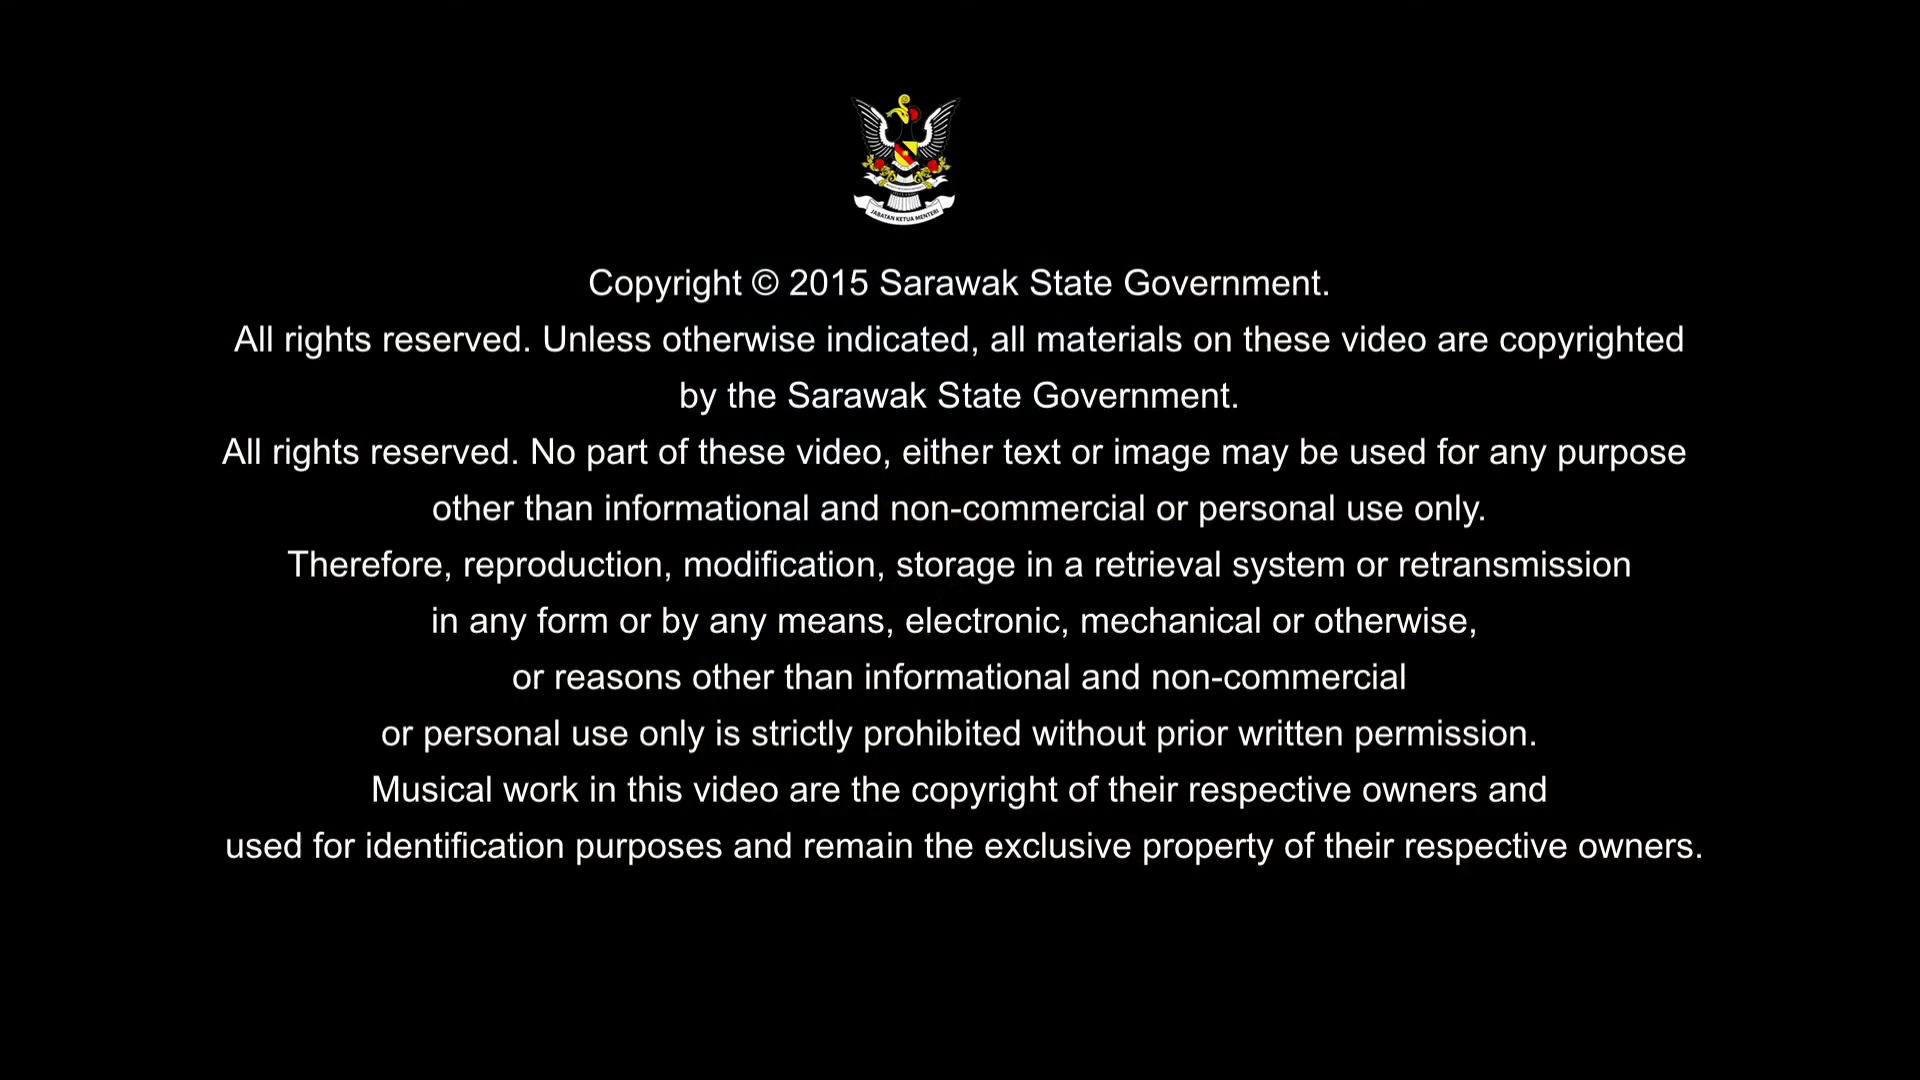 JABATAN KETUA MENTERI
Copyright © 2015 Sarawak State Government.
All rights reserved. Unless otherwise indicated, all materials on these video are copyrighted
by the Sarawak State Government.
All rights reserved. No part of these video, either text or image may be used for any purpose
other than informational and non-commercial or personal use only.
Therefore, reproduction, modification, storage in a retrieval system or retransmission
in any form or by any means, electronic, mechanical or otherwise,
or reasons other than informational and non-commercial
or personal use only is strictly prohibited without prior written permission.
Musical work in this video are the copyright of their respective owners and
used for identification purposes and remain the exclusive property of their respective owners.